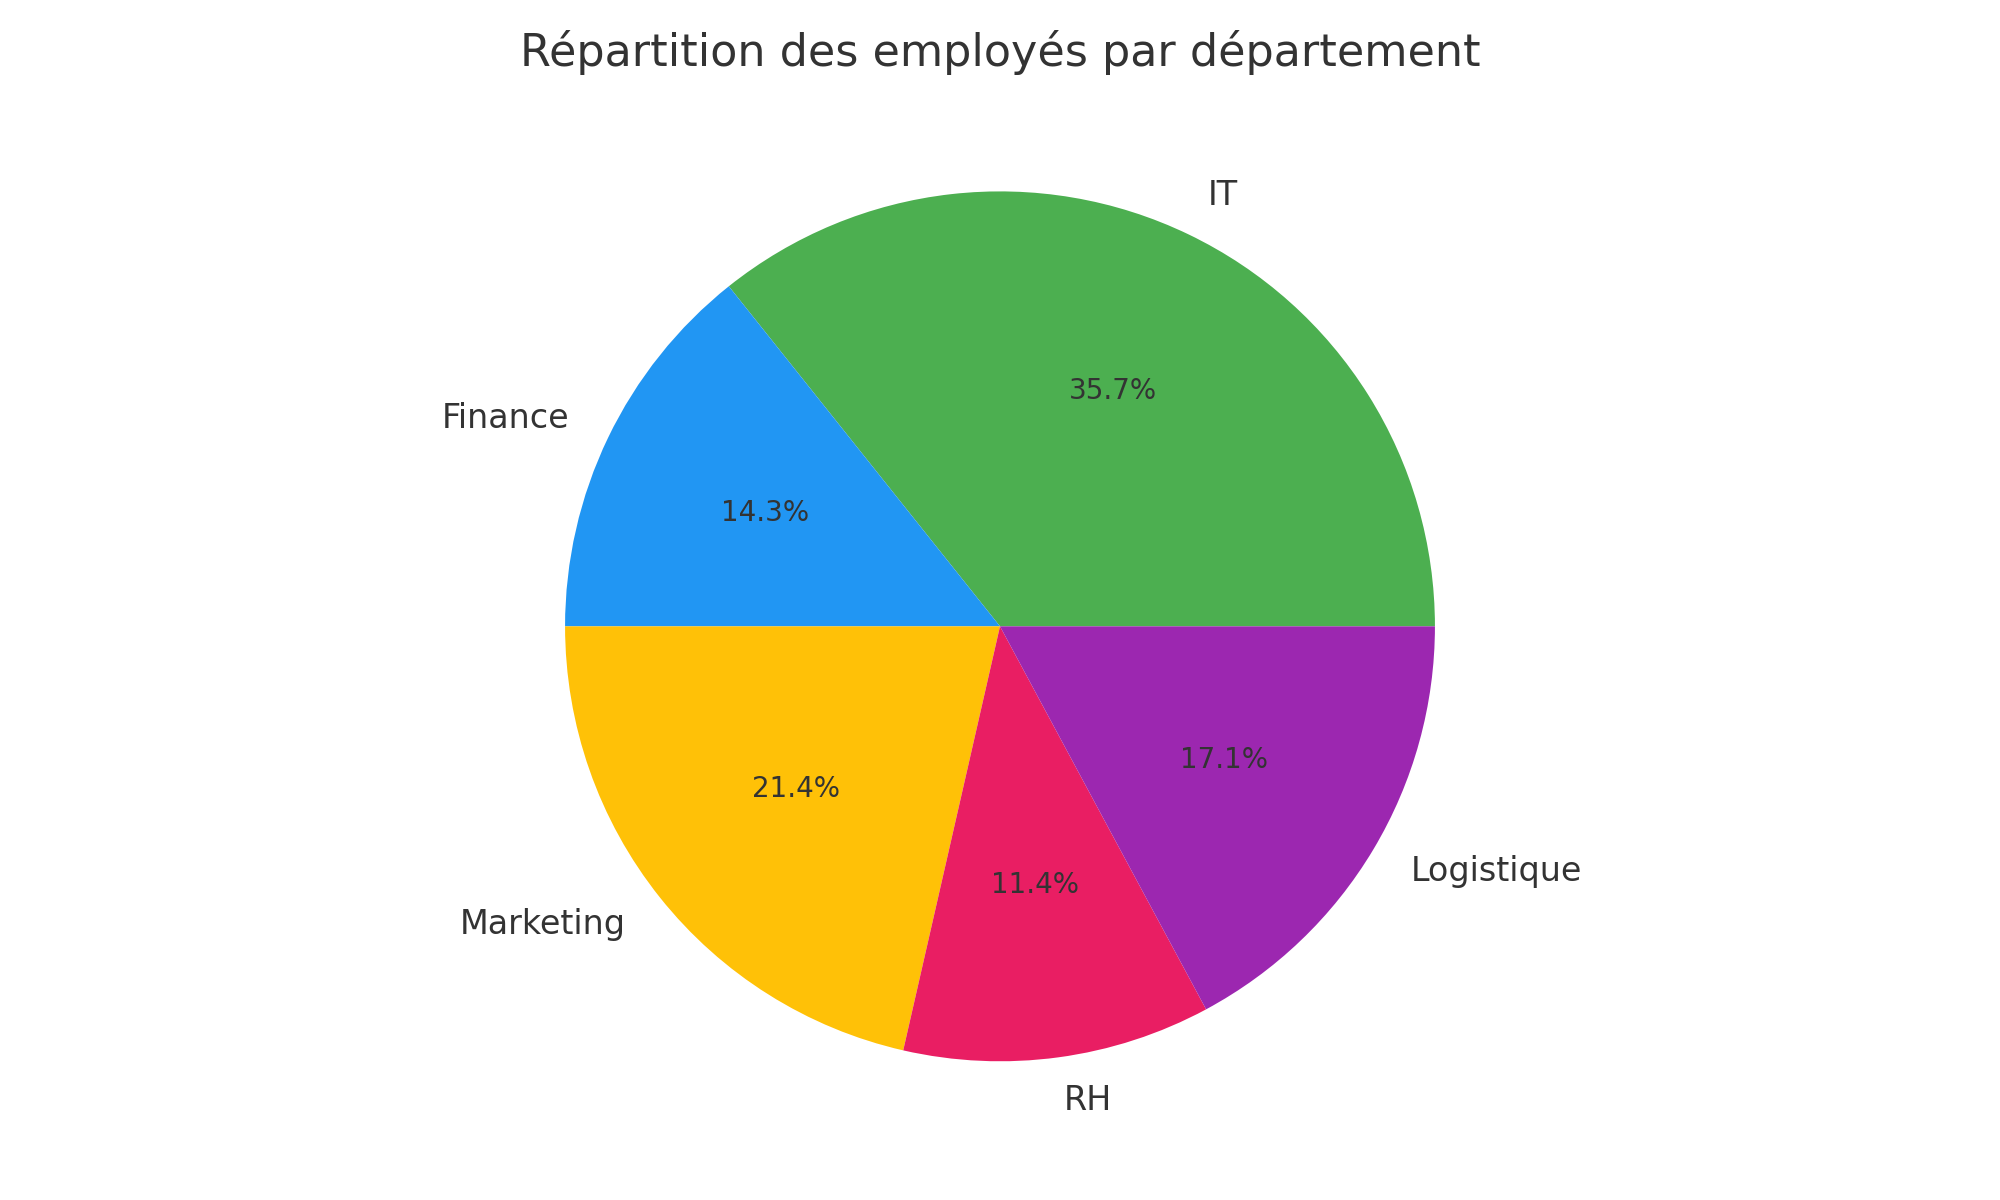 Répartition des employés par département
IT
35.7%
Finance
14.3%
21.4%
Marketing
11.4%
RH
17.1%
Logistique